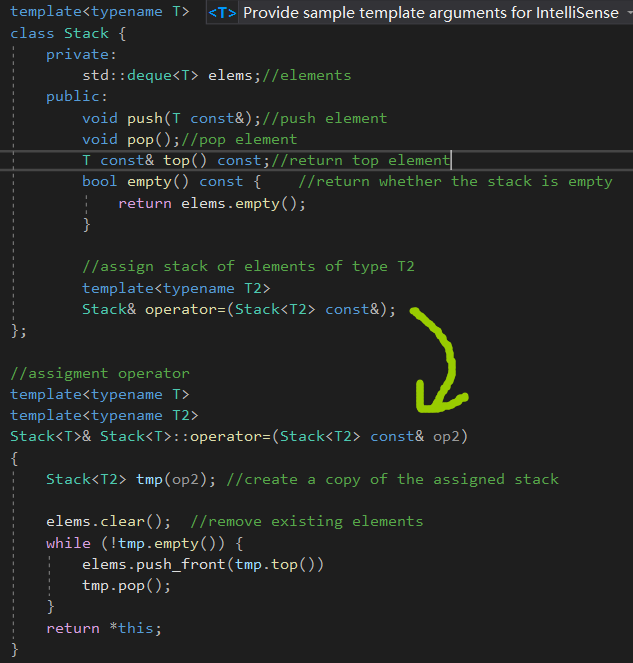 template<typename T> <T> Provide sample template arguments for IntelliSense
class Stack {
    private:
        std::deque<T> elems;//elements
    public:
        void push(T const&);//push element
        void pop();//pop element
        T const& top() const;//return top element
        bool empty() const {    //return whether the stack is empty
            return elems.empty();
        }
        //assign stack of elements of type T2
        template<typename T2>
        Stack& operator=(Stack<T2> const&);
};
//assigment operator
template<typename T>
template<typename T2>
Stack<T>& Stack<T>::operator=(Stack<T2> const& op2)
{
    Stack<T2> tmp(op2); //create a copy of the assigned stack
    elems.clear();  //remove existing elements
    while (!tmp.empty()) {
        elems.push_front(tmp.top())
        tmp.pop();
    }
    return *this;
}